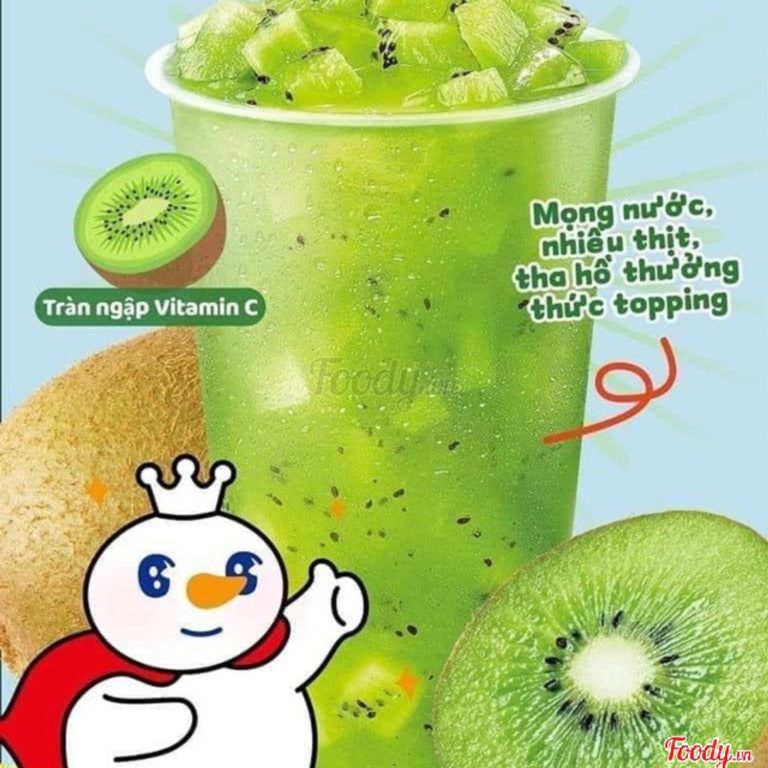 Mọng nước,
nhiều thịt,
tha hồ thưởng
thức topping
Tràn ngập Vitamin C
Foody.vn
Foody.vn